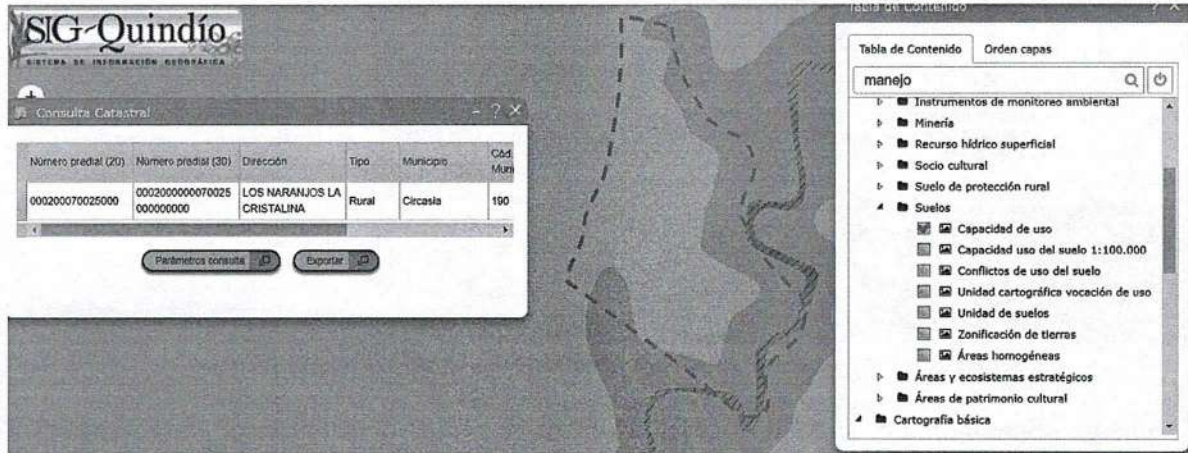 SIG-Quindío
SISTEMA DE INFORMACIÓN GEOGRÁFICA
Consulta Catastral
Número predial (20) Número predial (30) Dirección Tipo Municipio Cód. Muni
000200070025000 0002000000070025000000000 LOS NARANJOS LA CRISTALINA Rural Circasia 190
Parámetros consulta Exportar
Tabla de Contenido
Tabla de Contenido Orden capas
manejo
Instrumentos de monitoreo ambiental
Minería
Recurso hídrico superficial
Socio cultural
Suelo de protección rural
Suelos
Capacidad de uso
Capacidad uso del suelo 1:100.000
Conflictos de uso del suelo
Unidad cartográfica vocación de uso
Unidad de suelos
Zonificación de tierras
Áreas homogéneas
Áreas y ecosistemas estratégicos
Áreas de patrimonio cultural
Cartografía básica